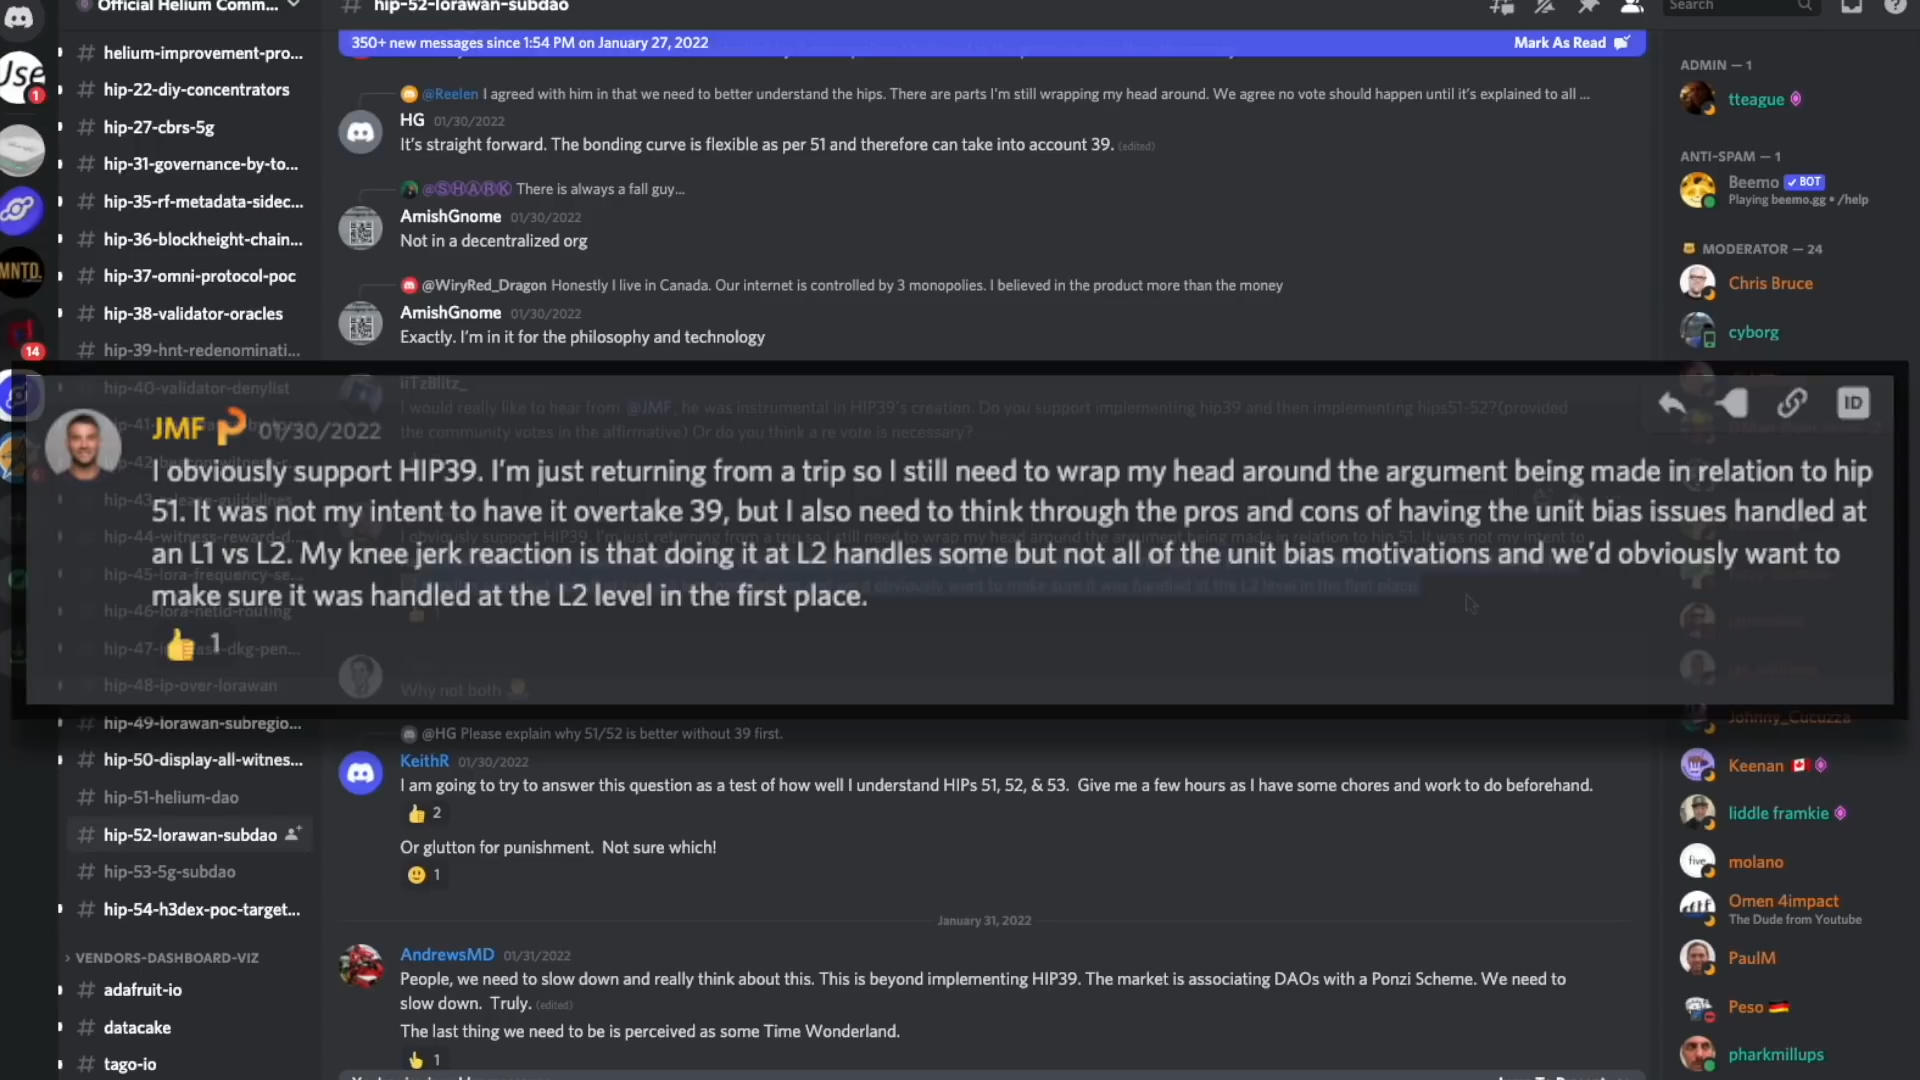 Official Helium Comm...
# hip-52-lorawan-subdao
Search
350+ new messages since 1:54 PM on January 27, 2022
Mark As Read
Jse
1
MNTD.
14
# helium-improvement-pro...
# hip-22-diy-concentrators
# hip-27-cbrs-5g
# hip-31-governance-by-to...
# hip-35-rf-metadata-sidec...
# hip-36-blockheight-chain...
# hip-37-omni-protocol-poc
# hip-38-validator-oracles
# hip-39-hnt-redenominati...
# hip-40-validator-denylist
hip-46-lora-netid-routing
hip-48-ip-over-lorawan
# hip-49-lorawan-subregio...
# hip-50-display-all-witnes...
# hip-51-helium-dao
# hip-52-lorawan-subdao
# hip-53-5g-subdao
# hip-54-h3dex-poc-target...
VENDORS-DASHBOARD-VIZ
# adafruit-io
# datacake
# tago-io
@Reelen I agreed with him in that we need to better understand the hips. There are parts I'm still wrapping my head around. We agree no vote should happen until it's explained to all ...
HG 01/30/2022
It's straight forward. The bonding curve is flexible as per 51 and therefore can take into account 39. (edited)
@ⓈⒽⒶⓇⓀ There is always a fall guy...
AmishGnome 01/30/2022
Not in a decentralized org
@WiryRed_Dragon Honestly I live in Canada. Our internet is controlled by 3 monopolies. I believed in the product more than the money
AmishGnome 01/30/2022
Exactly. I'm in it for the philosophy and technology
iiTzBlitz_
I would really like to hear from @JMF, he was instrumental in HIP39's creation. Do you support implementing hip39 and then implementing hips51-52?(provided
the community votes in the affirmative) Or do you think a re vote is necessary?
JMF 01/30/2022
ID
I obviously support HIP39. I'm just returning from a trip so I still need to wrap my head around the argument being made in relation to hip
51. It was not my intent to have it overtake 39, but I also need to think through the pros and cons of having the unit bias issues handled at
an L1 vs L2. My knee jerk reaction is that doing it at L2 handles some but not all of the unit bias motivations and we'd obviously want to
make sure it was handled at the L2 level in the first place.
👍 1
Why not both
@HG Please explain why 51/52 is better without 39 first.
KeithR 01/30/2022
I am going to try to answer this question as a test of how well I understand HIPs 51, 52, & 53. Give me a few hours as I have some chores and work to do beforehand.
👍 2
Or glutton for punishment. Not sure which!
🙂 1
January 31, 2022
AndrewsMD 01/31/2022
People, we need to slow down and really think about this. This is beyond implementing HIP39. The market is associating DAOs with a Ponzi Scheme. We need to
slow down. Truly. (edited)
The last thing we need to be is perceived as some Time Wonderland.
1
ADMIN — 1
tteague
ANTI-SPAM — 1
Beemo ✓ BOT
Playing beemo.gg • /help
MODERATOR — 24
Chris Bruce
cyborg
Johnny_Cucuzza
Keenan 🇨🇦
liddle framkie
five
molano
Omen 4impact
The Dude from Youtube
PaulM
Peso 🇩🇪
pharkmillups